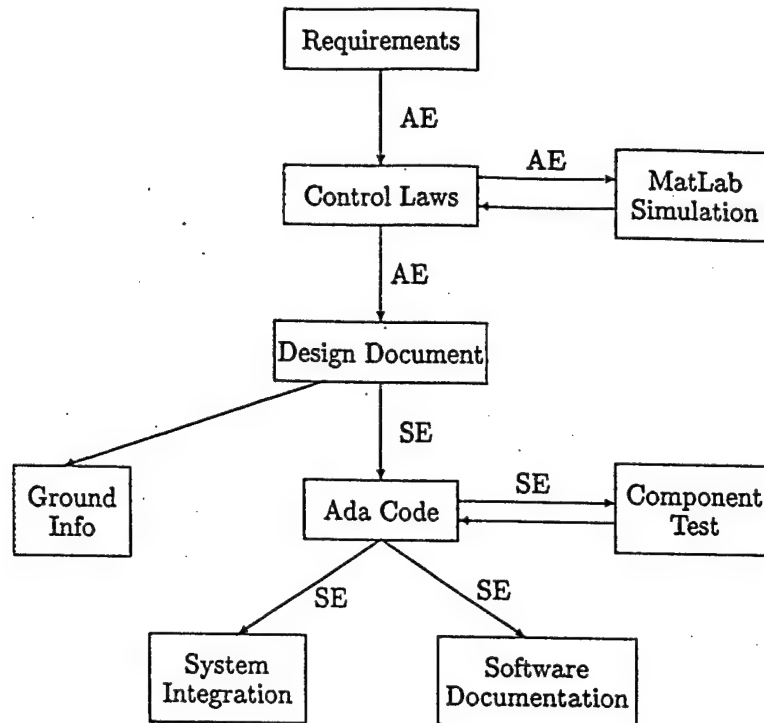 Requirements
AE
Control Laws
AE
MatLab
Simulation
AE
Design Document
SE
Ground
Info
Ada Code
SE
Component
Test
SE
SE
System
Integration
Software
Documentation